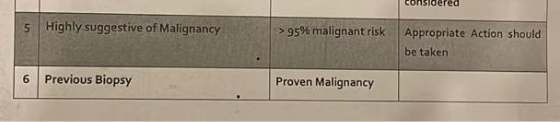 considered
5 Highly suggestive of Malignancy > 95% malignant risk Appropriate Action should
be taken
6 Previous Biopsy Proven Malignancy